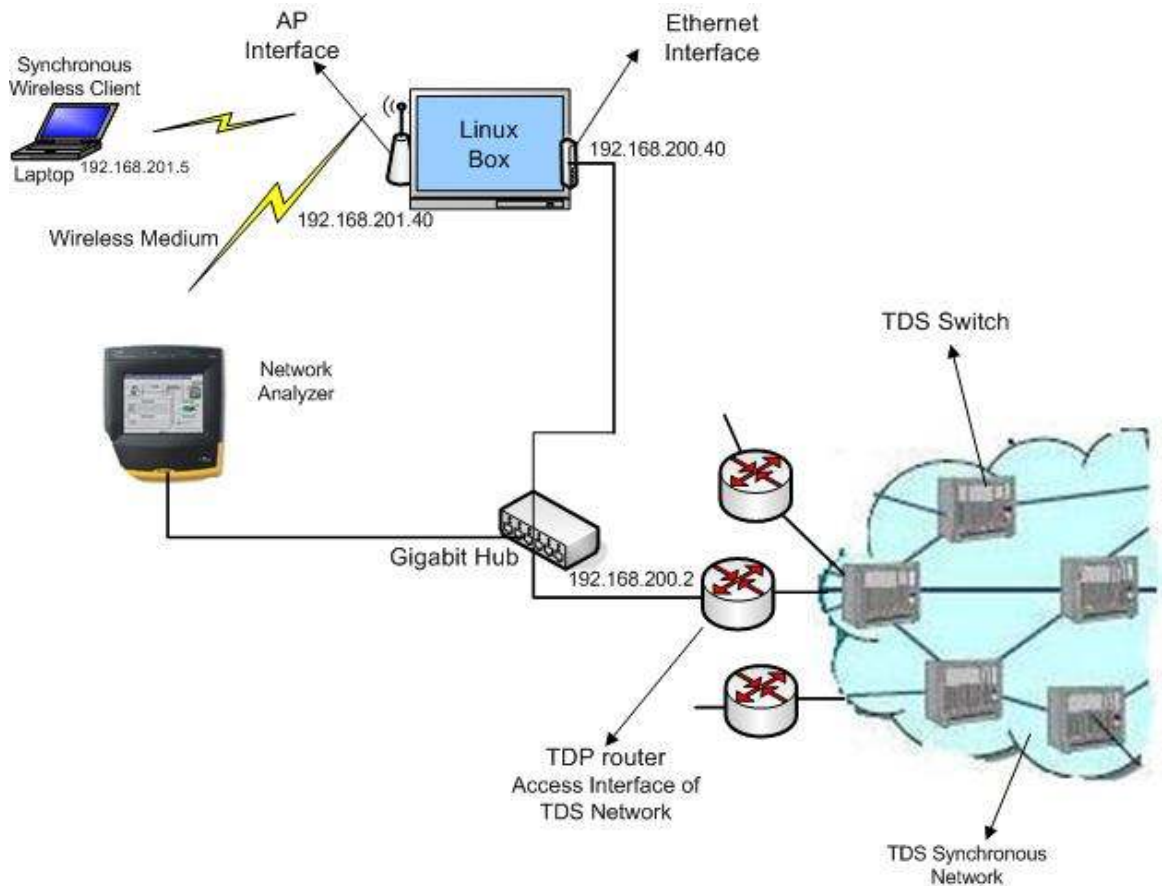 AP
Interface
Ethernet
Interface
Synchronous
Wireless Client
Linux
Box
192.168.200.40
Laptop
192.168.201.5
192.168.201.40
Wireless Medium
TDS Switch
Network
Analyzer
Gigabit Hub
192.168.200.2
TDP router
Access Interface of
TDS Network
TDS Synchronous
Network